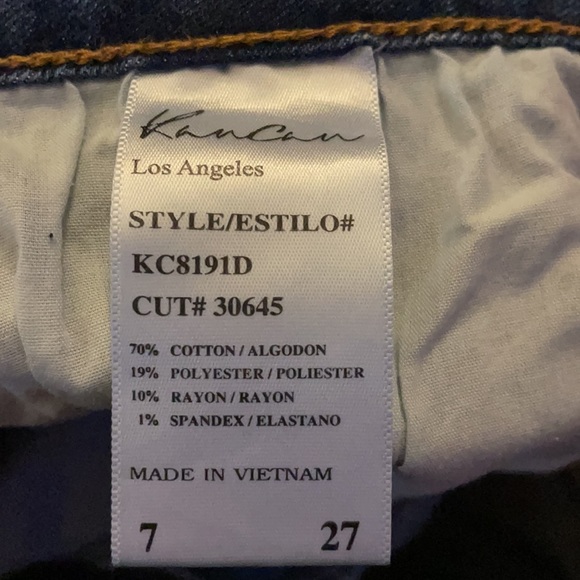 KanCan
Los Angeles
STYLE/ESTILO#
KC8191D
CUT# 30645
70% COTTON / ALGODON
19% POLYESTER / POLIESTER
10% RAYON / RAYON
1% SPANDEX / ELASTANO
MADE IN VIETNAM
7 27